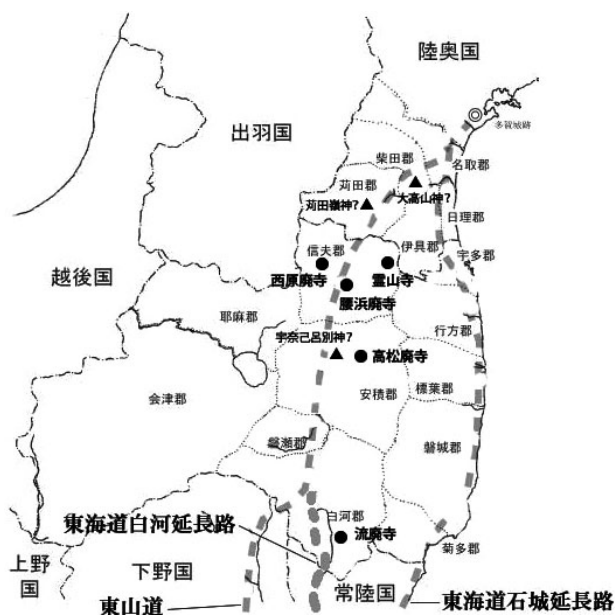 陸奥国
出羽国
多賀城跡
柴田郡
名取郡
苅田郡
大高山神?
苅田嶺神?
日理郡
信夫郡
伊具郡
宇多郡
越後国
西原廃寺
霊山寺
腰浜廃寺
耶麻郡
行方郡
宇奈己呂別神?
高松廃寺
会津郡
安積郡
標葉郡
磐瀬郡
磐城郡
東海道白河延長路
白河郡
流廃寺
菊多郡
上野
国
下野国
常陸国
東山道
東海道石城延長路